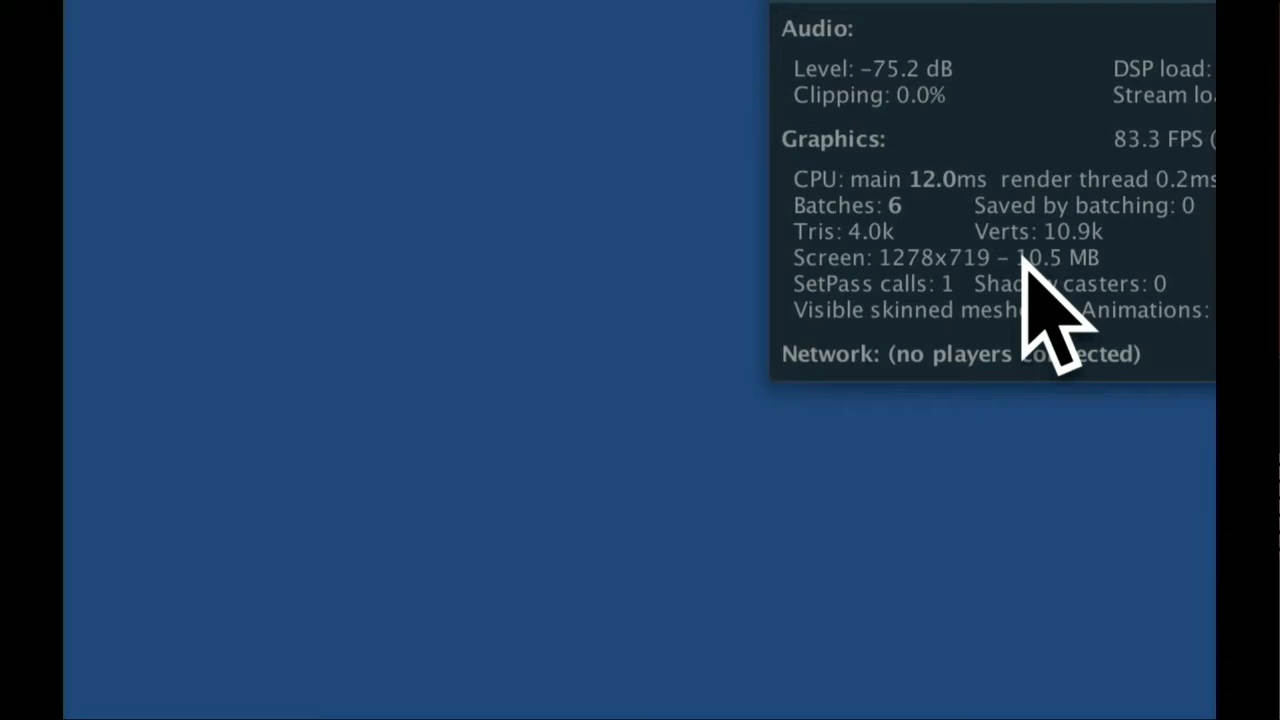 Audio:
Level: -75.2 dB DSP load:
Clipping: 0.0% Stream
Graphics: 83.3 FPS (
CPU: main 12.0ms render thread 0.2ms
Batches: 6 Saved by batching: 0
Tris: 4.0k Verts: 10.9k
Screen: 1278x719 – 10.5 MB
SetPass calls: 1 casters: 0
Visible skinned Animations:
Network: (no players